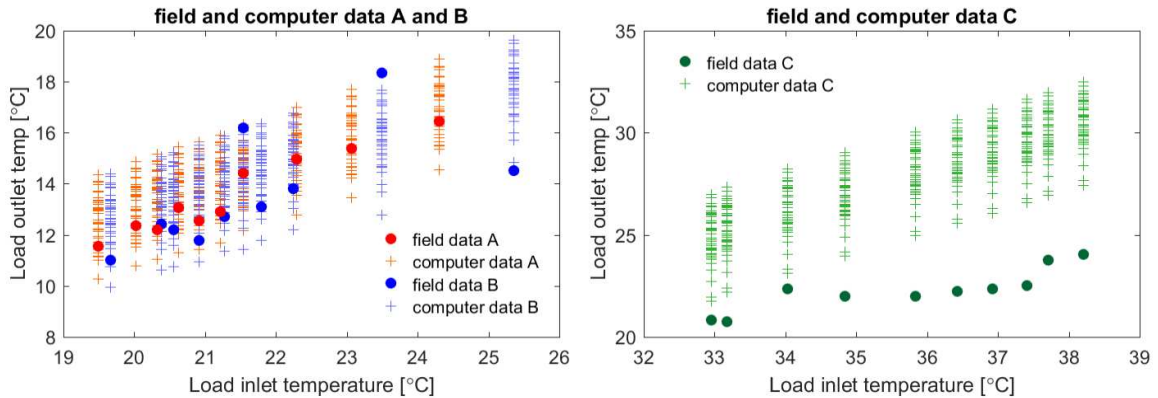 field and computer data A and B
Load outlet temp [°C]
20
18
16
14
12
10
8
19
20
21
22
23
24
25
26
Load inlet temperature [°C]
field data A
computer data A
field data B
computer data B
field and computer data C
Load outlet temp [°C]
35
30
25
20
32
33
34
35
36
37
38
39
Load inlet temperature [°C]
field data C
computer data C